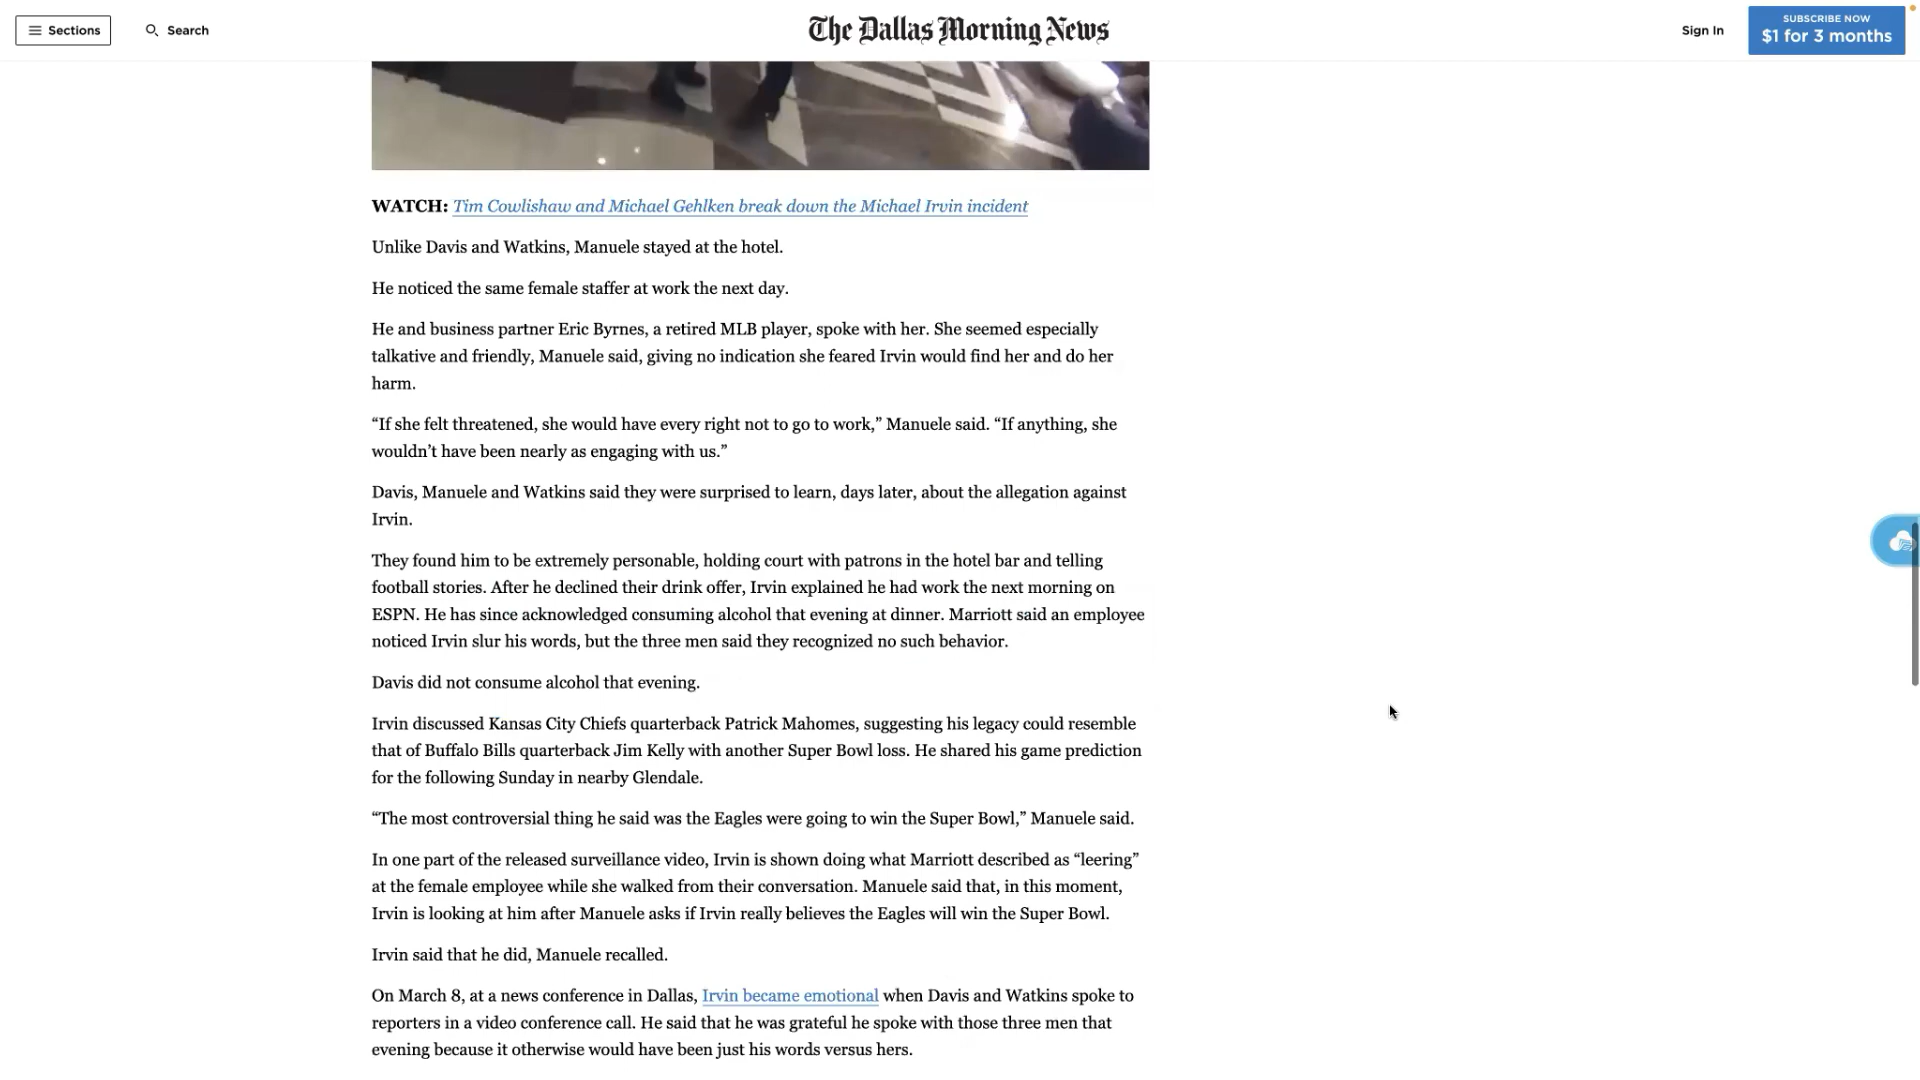 Sections
Search
The Dallas Morning News
Sign In
SUBSCRIBE NOW
$1 for 3 months
WATCH: Tim Cowlishaw and Michael Gehlken break down the Michael Irvin incident
Unlike Davis and Watkins, Manuele stayed at the hotel.
He noticed the same female staffer at work the next day.
He and business partner Eric Byrnes, a retired MLB player, spoke with her. She seemed especially
talkative and friendly, Manuele said, giving no indication she feared Irvin would find her and do her
harm.
“If she felt threatened, she would have every right not to go to work,” Manuele said. “If anything, she
wouldn’t have been nearly as engaging with us.”
Davis, Manuele and Watkins said they were surprised to learn, days later, about the allegation against
Irvin.
They found him to be extremely personable, holding court with patrons in the hotel bar and telling
football stories. After he declined their drink offer, Irvin explained he had work the next morning on
ESPN. He has since acknowledged consuming alcohol that evening at dinner. Marriott said an employee
noticed Irvin slur his words, but the three men said they recognized no such behavior.
Davis did not consume alcohol that evening.
Irvin discussed Kansas City Chiefs quarterback Patrick Mahomes, suggesting his legacy could resemble
that of Buffalo Bills quarterback Jim Kelly with another Super Bowl loss. He shared his game prediction
for the following Sunday in nearby Glendale.
“The most controversial thing he said was the Eagles were going to win the Super Bowl,” Manuele said.
In one part of the released surveillance video, Irvin is shown doing what Marriott described as “leering”
at the female employee while she walked from their conversation. Manuele said that, in this moment,
Irvin is looking at him after Manuele asks if Irvin really believes the Eagles will win the Super Bowl.
Irvin said that he did, Manuele recalled.
On March 8, at a news conference in Dallas, Irvin became emotional when Davis and Watkins spoke to
reporters in a video conference call. He said that he was grateful he spoke with those three men that
evening because it otherwise would have been just his words versus hers.